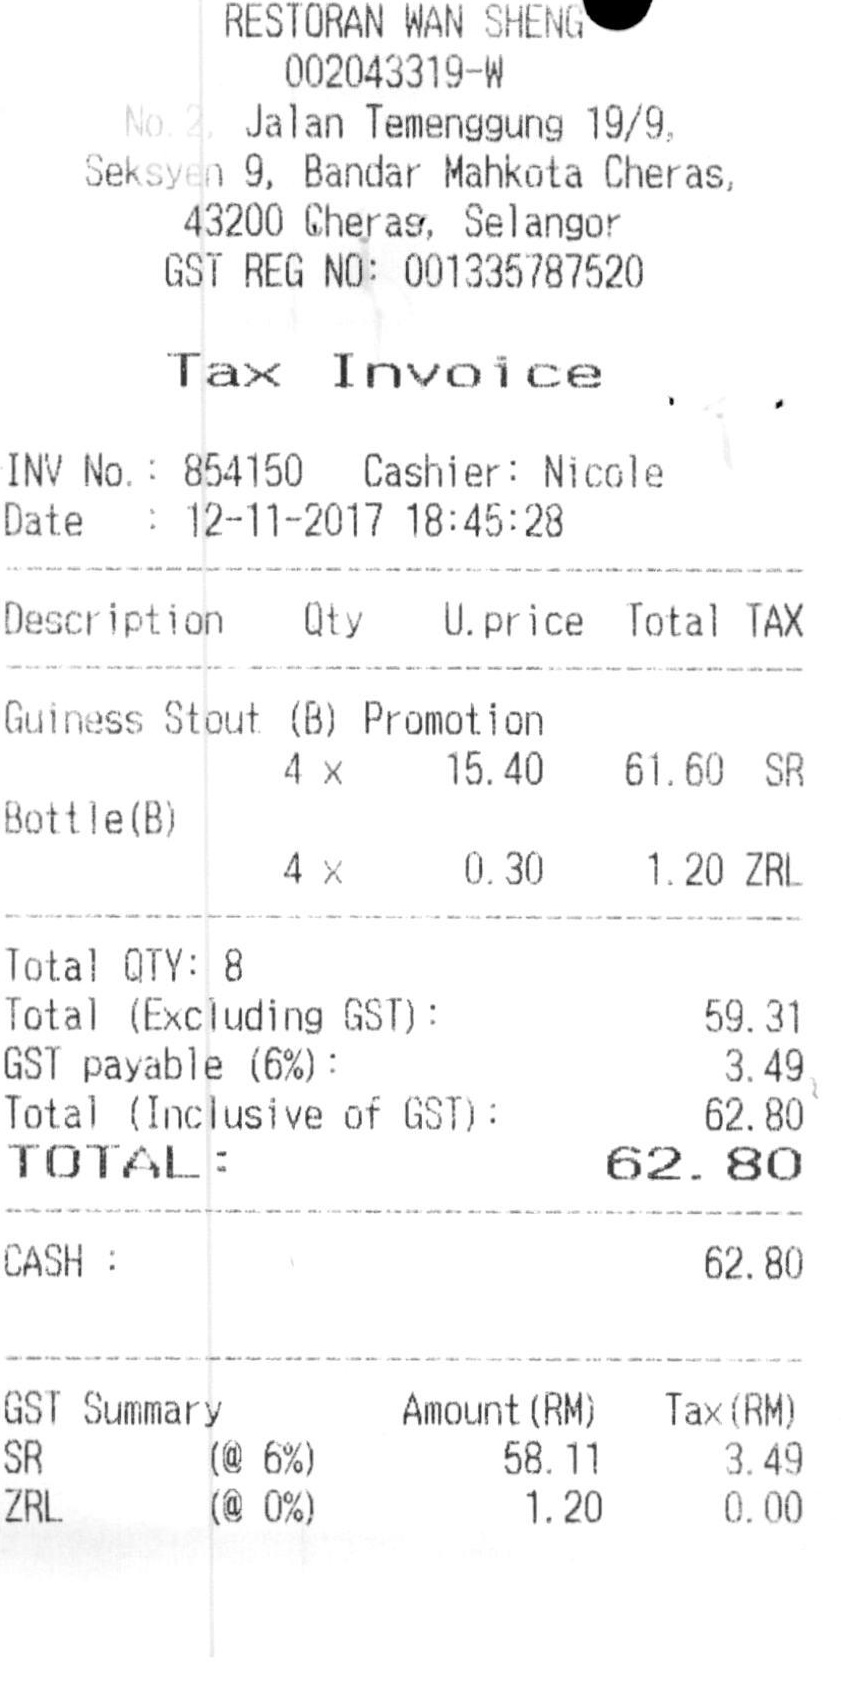 RESTORAN WAN SHENG
002043319-W
No.2, Jalan Temenggung 19/9,
Seksyen 9, Bandar Mahkota Cheras,
43200 Cheras, Selangor
GST REG NO: 001335787520
Tax Invoice
INV No.: 854150 Cashier: Nicole
Date : 12-11-2017 18:45:28
Description Qty U.price Total TAX
Guiness Stout (B) Promotion
4 x 15.40 61.60 SR
Bottle(B)
4 x 0.30 1.20 ZRL
Total QTY: 8
Total (Excluding GST): 59.31
GST payable (6%): 3.49
Total (Inclusive of GST): 62.80
TOTAL: 62.80
CASH : 62.80
GST Summary Amount(RM) Tax(RM)
SR (@ 6%) 58.11 3.49
ZRL (@ 0%) 1.20 0.00